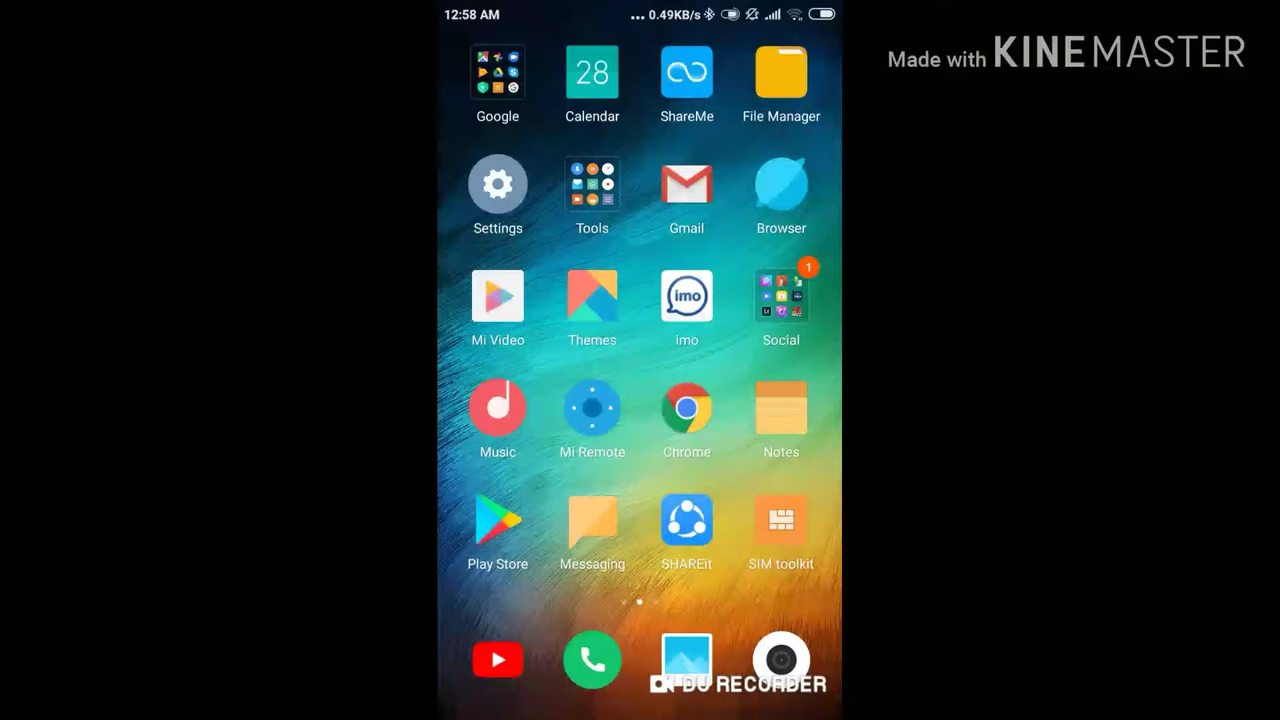 12:58 AM
... 0.49KB/s
Made with KINEMASTER
28
Google
Calendar
ShareMe
File Manager
Settings
Tools
Gmail
Browser
1
imo
Mi Video
Themes
imo
Social
Music
Mi Remote
Chrome
Notes
Play Store
Messaging
SHAREit
SIM toolkit
DU RECORDER